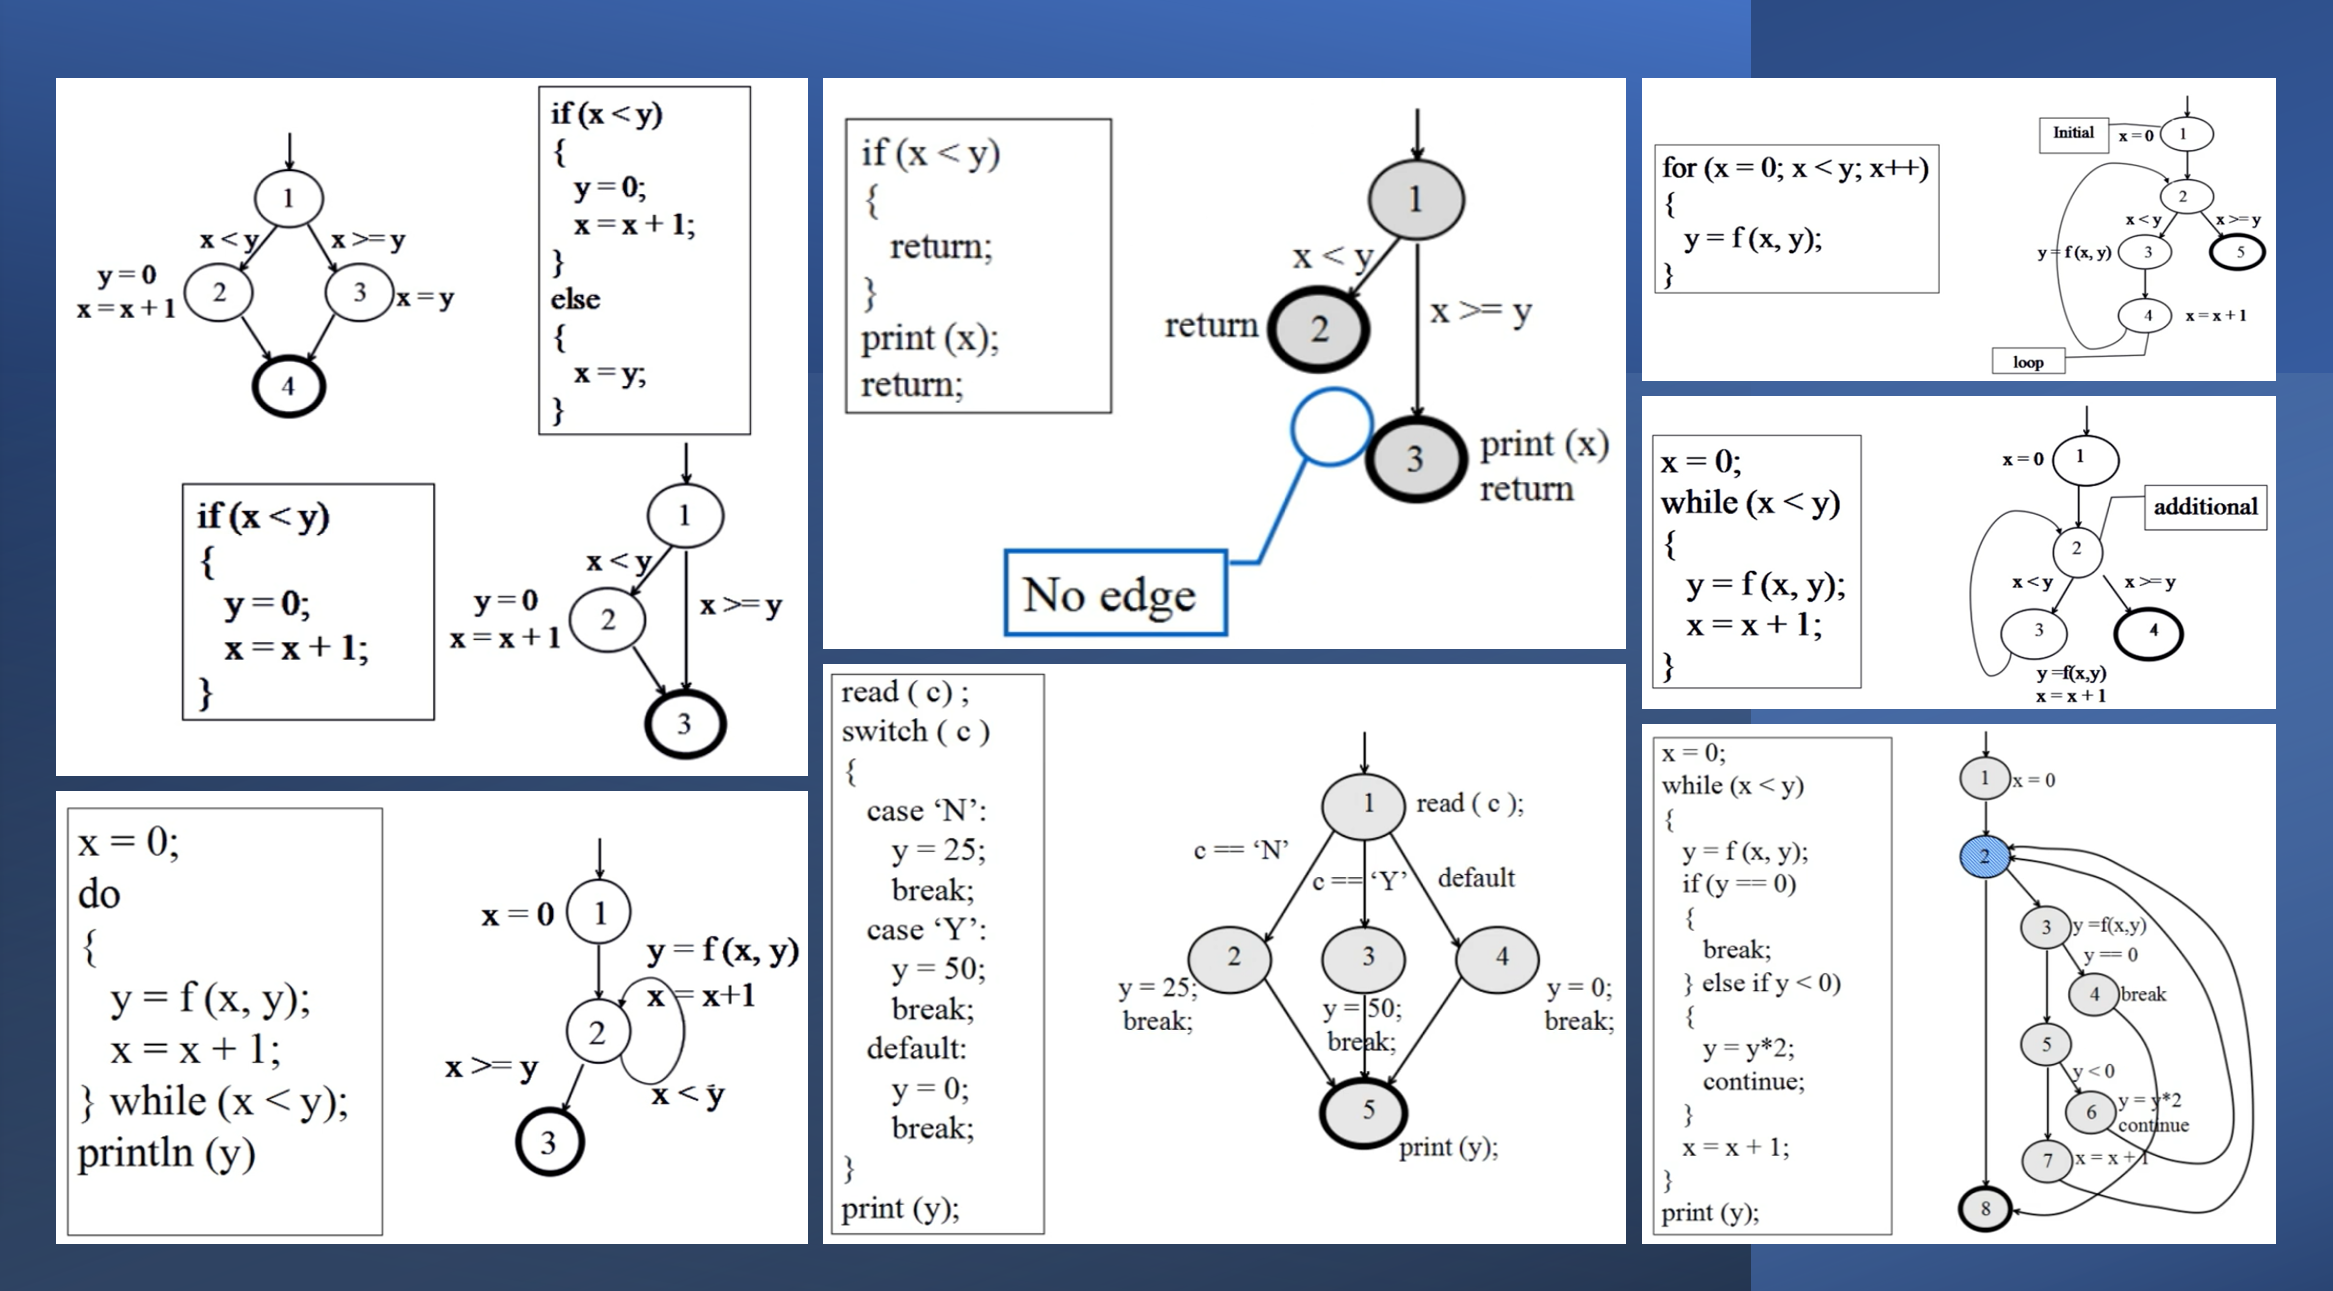 if (x < y)
{
y = 0;
x = x + 1;
}
else
{
x = y;
}
1
x < y
x >= y
y = 0
x = x + 1
2
3
x = y
4
if (x < y)
{
y = 0;
x = x + 1;
}
1
x < y
y = 0
x = x + 1
2
x >= y
3
x = 0;
do
{
y = f (x, y);
x = x + 1;
} while (x < y);
println (y)
x = 0
1
y = f (x, y)
x = x+1
2
x >= y
x < y
3
if (x < y)
{
return;
}
print (x);
return;
1
x < y
return
2
x >= y
3
print (x)
return
No edge
read ( c ) ;
switch ( c )
{
case ‘N’:
y = 25;
break;
case ‘Y’:
y = 50;
break;
default:
y = 0;
break;
}
print (y);
1
read ( c );
c == ‘N’
c == ‘Y’
default
2
3
4
y = 25;
break;
y = 50;
break;
y = 0;
break;
5
print (y);
for (x = 0; x < y; x++)
{
y = f (x, y);
}
Initial
x = 0
1
2
x < y
x >= y
y = f (x, y)
3
5
4
x = x + 1
loop
x = 0;
while (x < y)
{
y = f (x, y);
x = x + 1;
}
x = 0
1
additional
2
x < y
x >= y
3
4
y =f(x,y)
x = x + 1
x = 0;
while (x < y)
{
y = f (x, y);
if (y == 0)
{
break;
} else if y < 0)
{
y = y*2;
continue;
}
x = x + 1;
}
print (y);
1
x = 0
2
3
y =f(x,y)
y == 0
4
break
5
y < 0
6
y = y*2
continue
7
x = x + 1
8